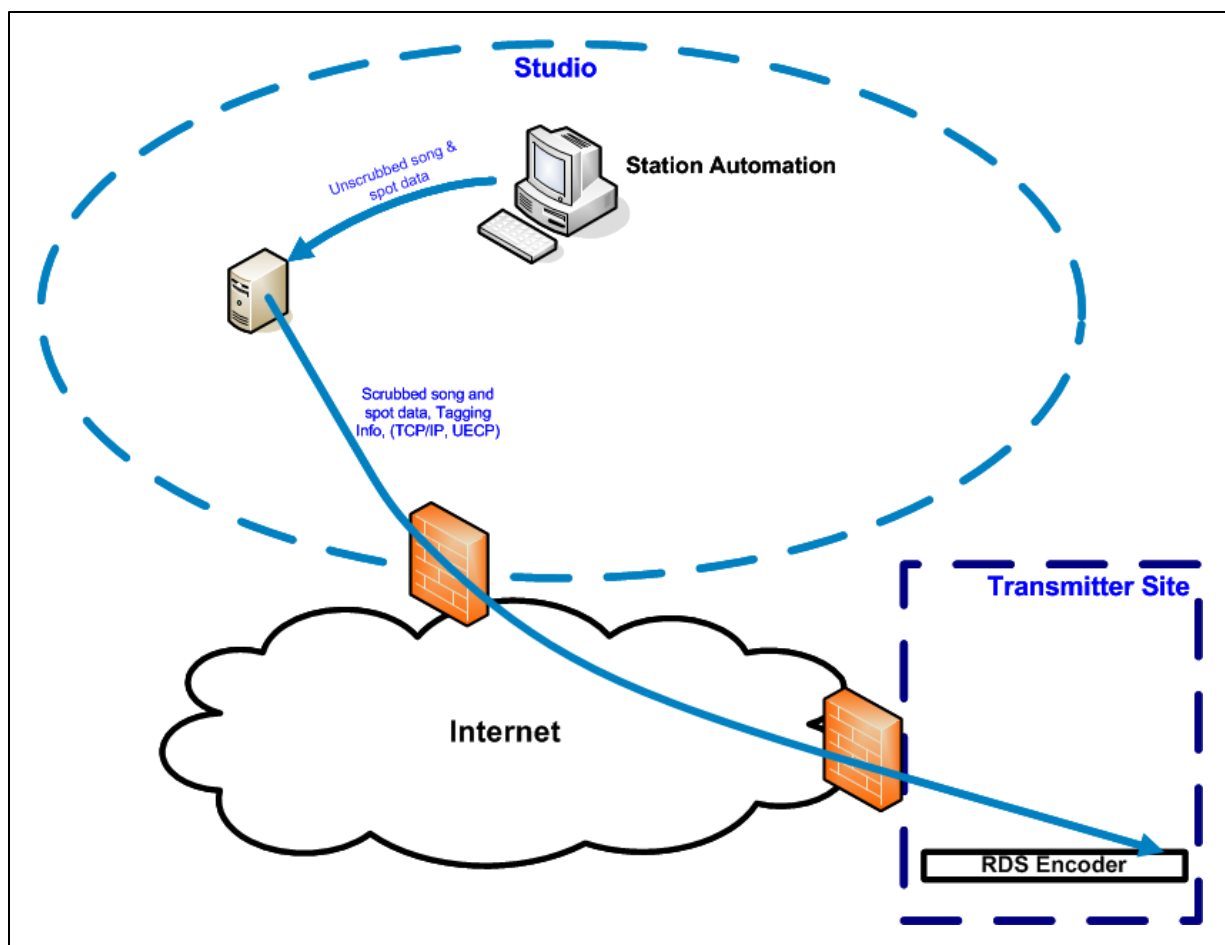 Studio
Station Automation
Unscrubbed song &
spot data
Scrubbed song and
spot data, Tagging
Info, (TCP/IP, UECP)
Transmitter Site
Internet
RDS Encoder